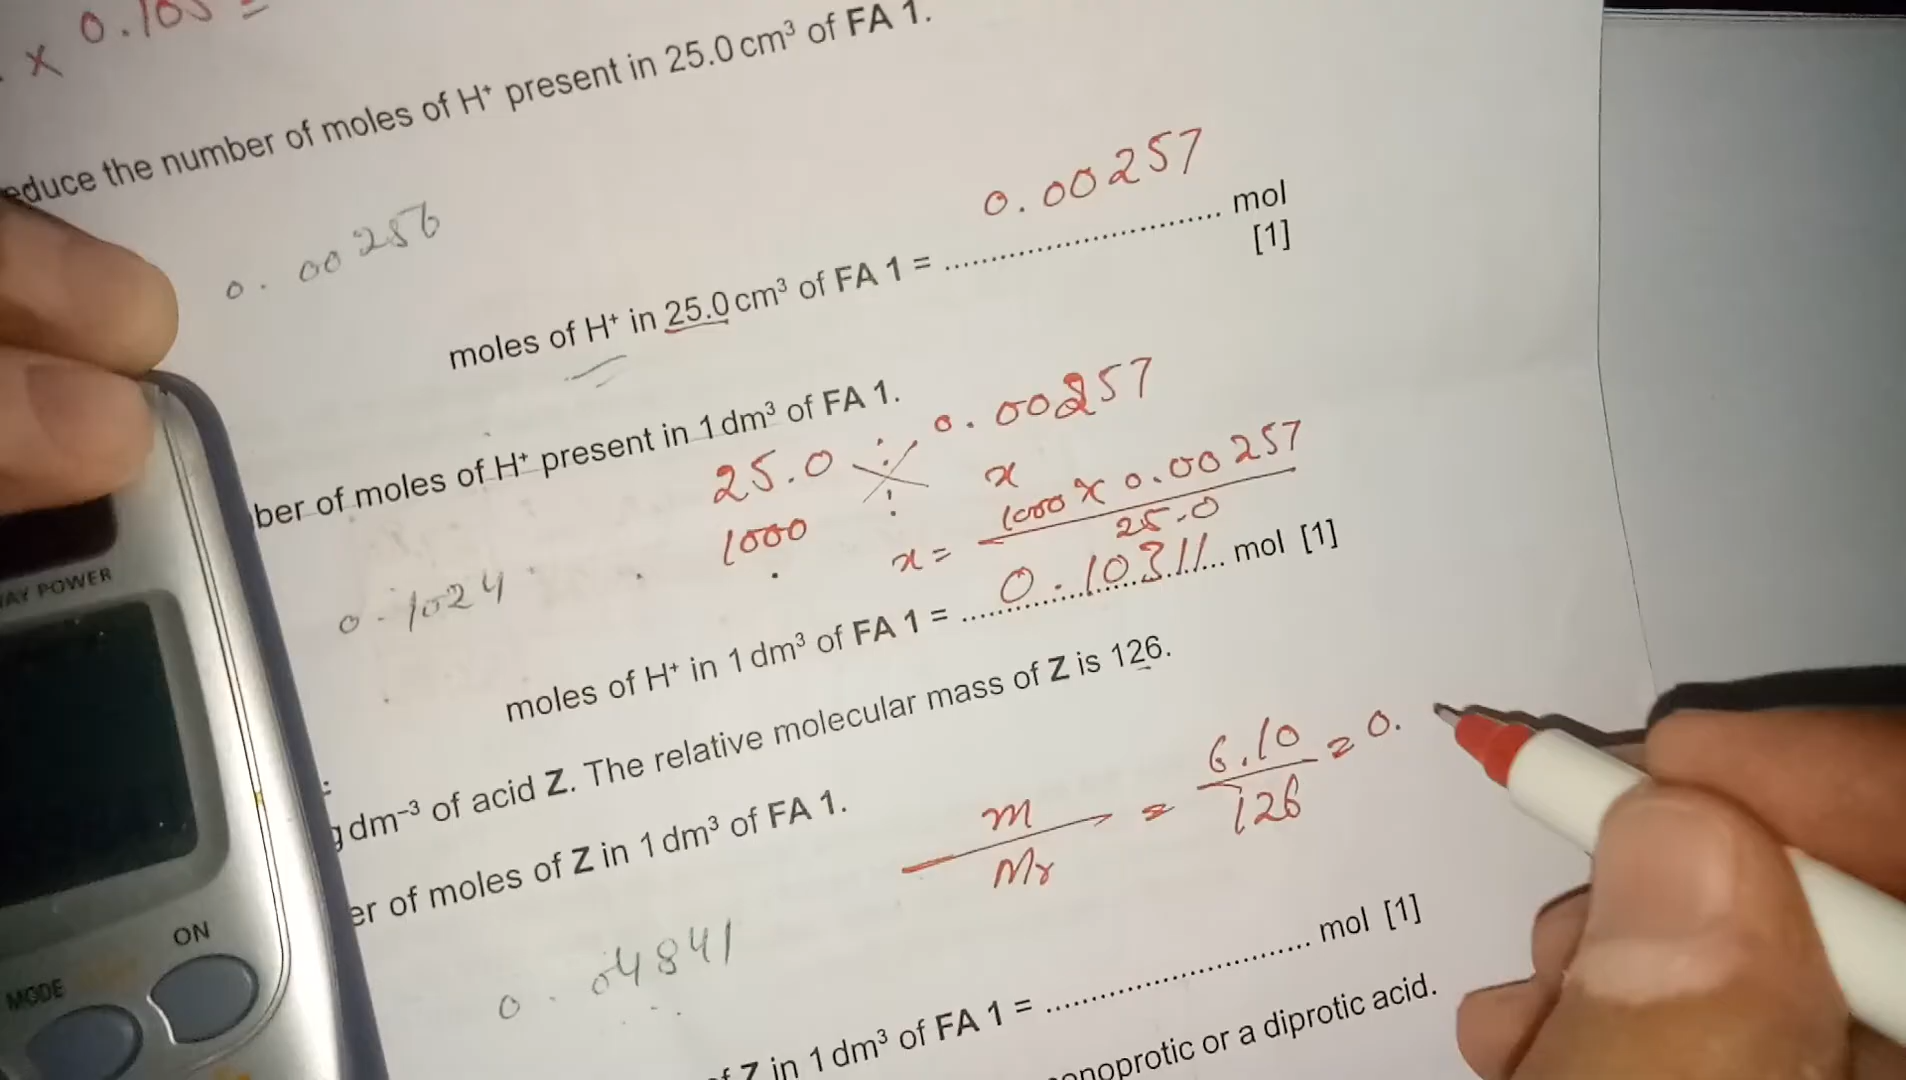 x 0.103 =
educe the number of moles of H⁺ present in 25.0 cm³ of FA 1.
0.00256
0.00257
moles of H⁺ in 25.0 cm³ of FA 1 = .............................. mol
[1]
ber of moles of H⁺ present in 1 dm³ of FA 1.
25.0 : 0.00257
1000 : x
x = 1000 x 0.00257 / 25.0
0.1024
moles of H⁺ in 1 dm³ of FA 1 = 0.10311 mol [1]
g dm⁻³ of acid Z. The relative molecular mass of Z is 126.
er of moles of Z in 1 dm³ of FA 1.
m / Mr = 6.10 / 126 = 0.
0.04841
f Z in 1 dm³ of FA 1 = .............................. mol [1]
onoprotic or a diprotic acid.
AY POWER
ON
MODE